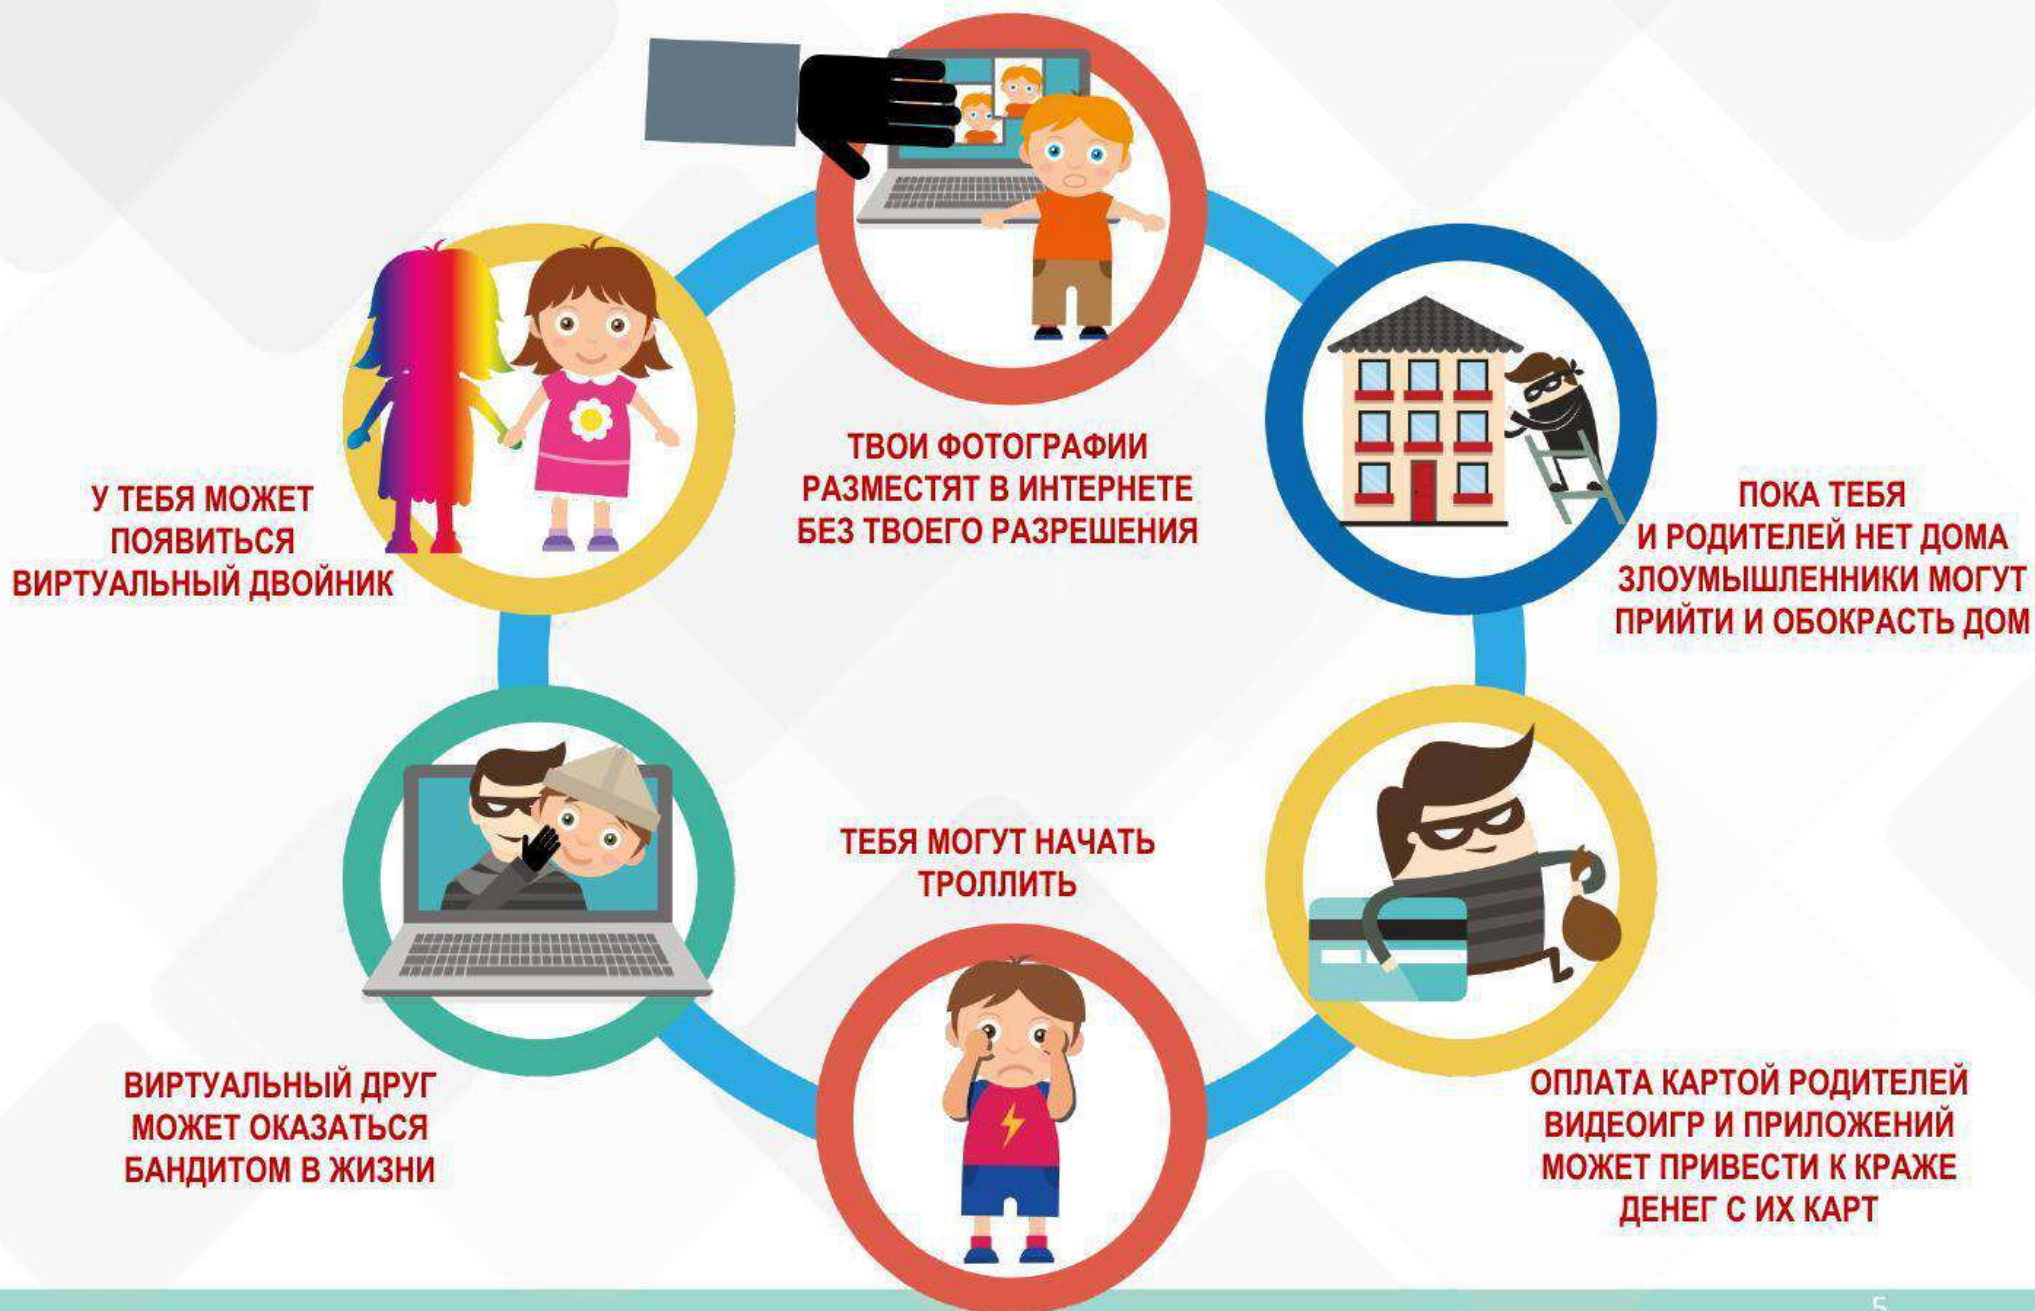 ТВОИ ФОТОГРАФИИ
РАЗМЕСТЯТ В ИНТЕРНЕТЕ
БЕЗ ТВОЕГО РАЗРЕШЕНИЯ
У ТЕБЯ МОЖЕТ
ПОЯВИТЬСЯ
ВИРТУАЛЬНЫЙ ДВОЙНИК
ПОКА ТЕБЯ
И РОДИТЕЛЕЙ НЕТ ДОМА
ЗЛОУМЫШЛЕННИКИ МОГУТ
ПРИЙТИ И ОБОКРАСТЬ ДОМ
ТЕБЯ МОГУТ НАЧАТЬ
ТРОЛЛИТЬ
ВИРТУАЛЬНЫЙ ДРУГ
МОЖЕТ ОКАЗАТЬСЯ
БАНДИТОМ В ЖИЗНИ
ОПЛАТА КАРТОЙ РОДИТЕЛЕЙ
ВИДЕОИГР И ПРИЛОЖЕНИЙ
МОЖЕТ ПРИВЕСТИ К КРАЖЕ
ДЕНЕГ С ИХ КАРТ
5